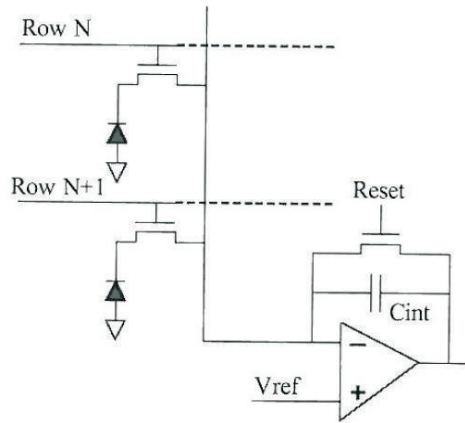 Row N
Row N+1
Reset
Cint
−
Vref
+